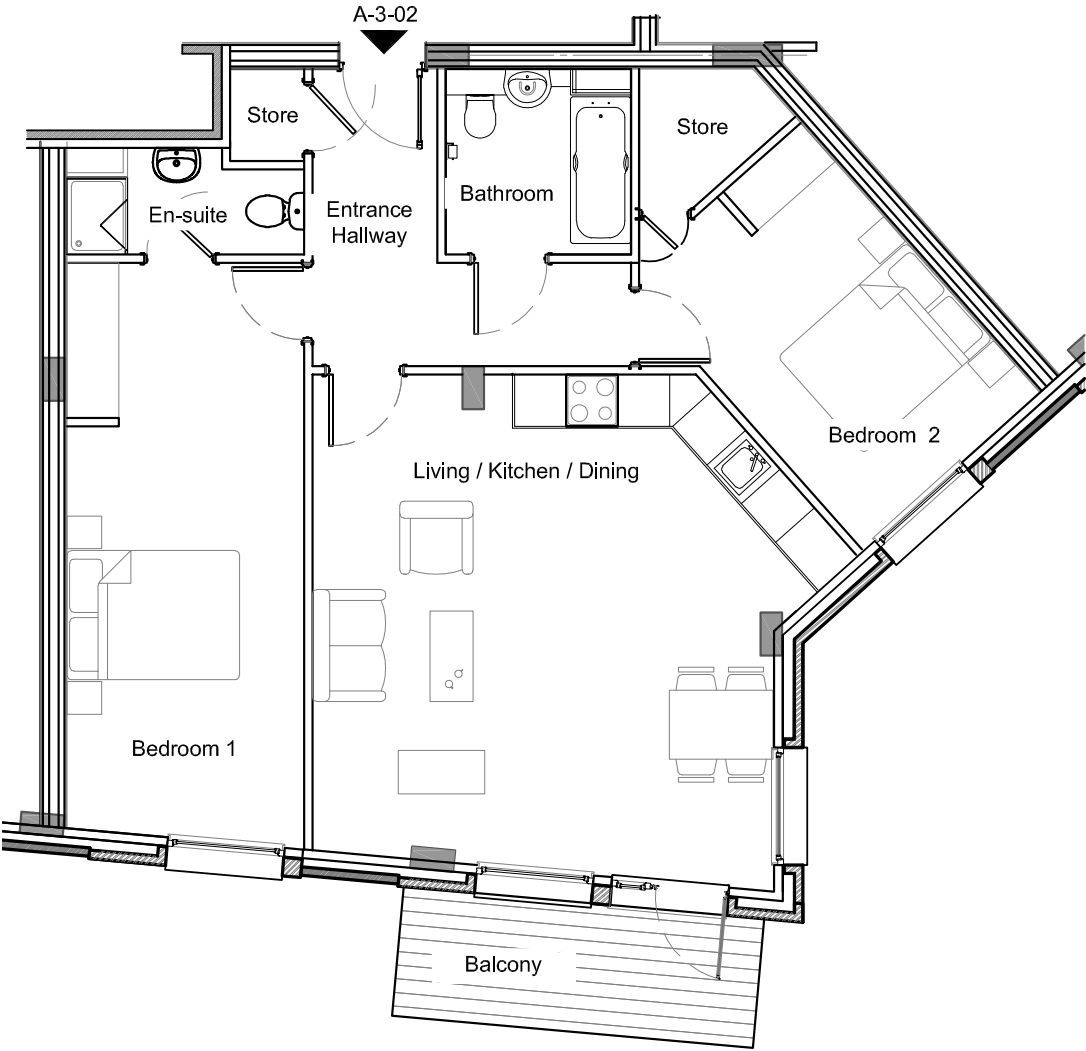 A-3-02
Store
Store
Bathroom
En-suite
Entrance
Hallway
Bedroom 2
Living / Kitchen / Dining
Bedroom 1
Balcony